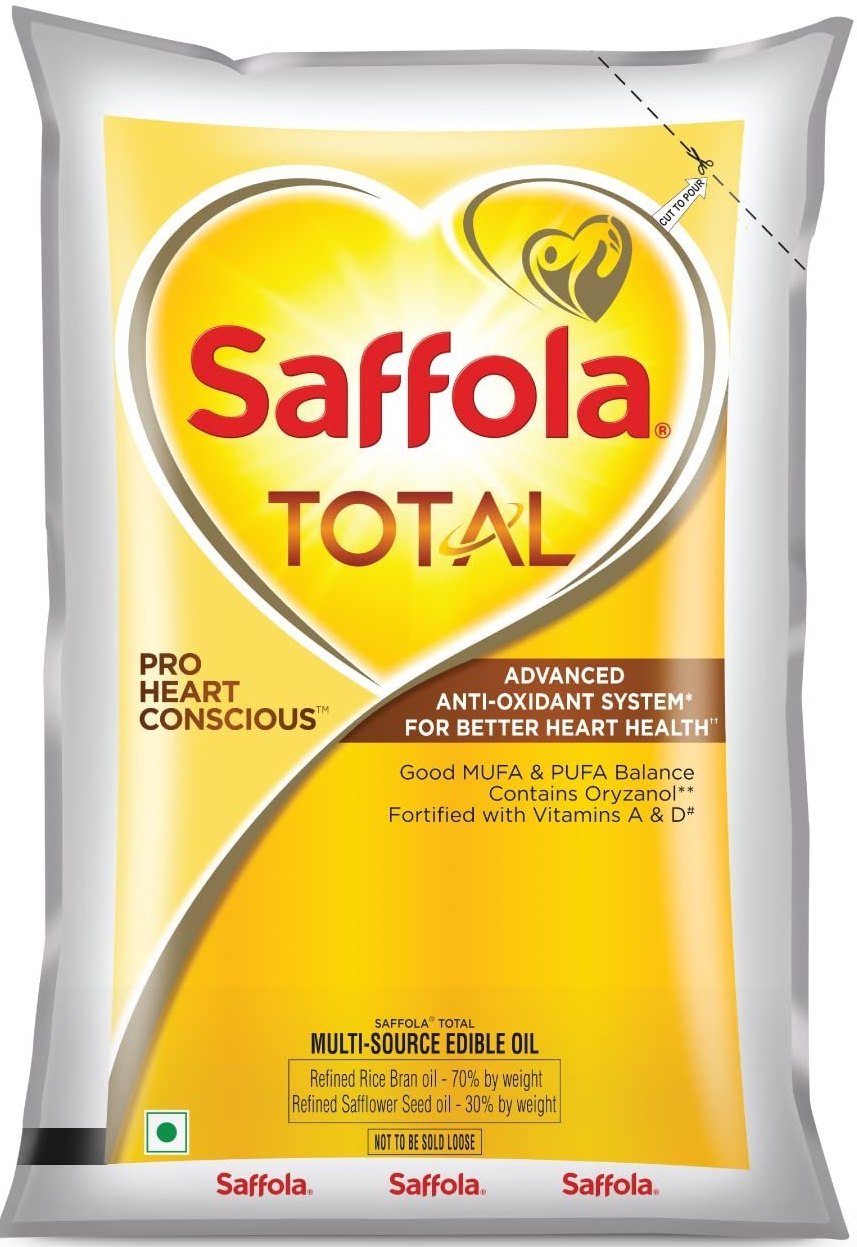 CUT TO POUR
Saffola®
TOTAL
PRO
HEART
CONSCIOUS™
ADVANCED
ANTI-OXIDANT SYSTEM*
FOR BETTER HEART HEALTH††
Good MUFA & PUFA Balance
Contains Oryzanol**
Fortified with Vitamins A & D#
SAFFOLA® TOTAL
MULTI-SOURCE EDIBLE OIL
Refined Rice Bran oil - 70% by weight
Refined Safflower Seed oil - 30% by weight
NOT TO BE SOLD LOOSE
Saffola® Saffola® Saffola®